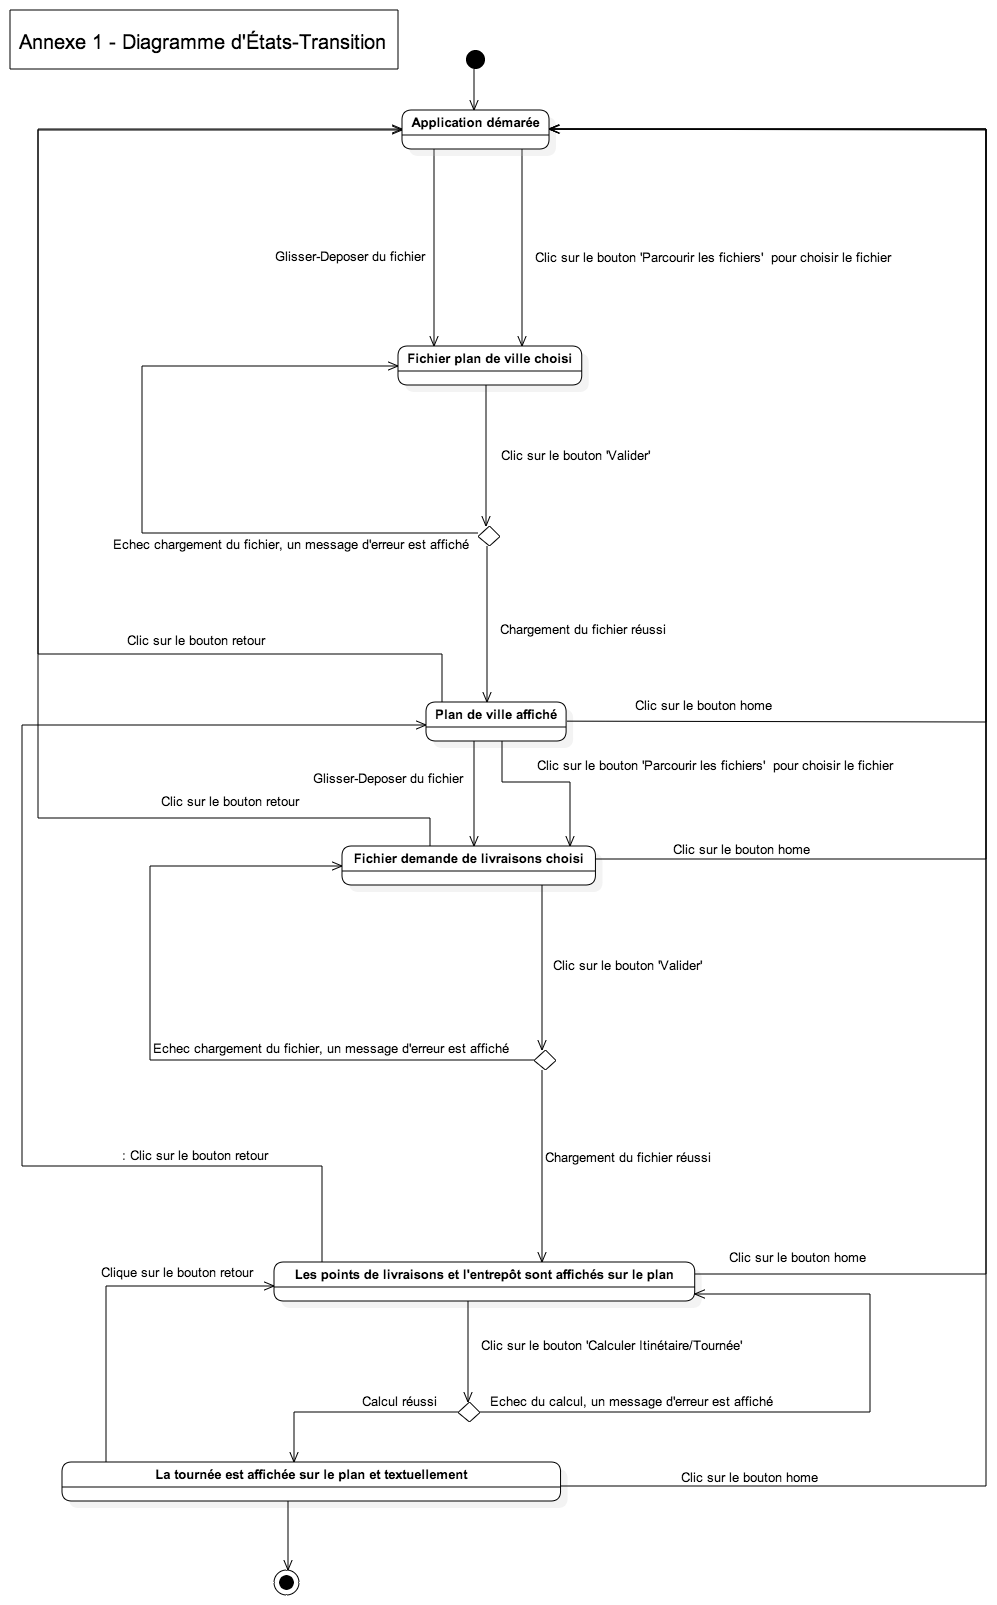 Annexe 1 - Diagramme d'États-Transition
Application démarée
Glisser-Deposer du fichier
Clic sur le bouton 'Parcourir les fichiers'  pour choisir le fichier
Fichier plan de ville choisi
Clic sur le bouton 'Valider'
Echec chargement du fichier, un message d'erreur est affiché
Chargement du fichier réussi
Clic sur le bouton retour
Clic sur le bouton home
Plan de ville affiché
Clic sur le bouton 'Parcourir les fichiers'  pour choisir le fichier
Glisser-Deposer du fichier
Clic sur le bouton retour
Clic sur le bouton home
Fichier demande de livraisons choisi
Clic sur le bouton 'Valider'
Echec chargement du fichier, un message d'erreur est affiché
: Clic sur le bouton retour
Chargement du fichier réussi
Clic sur le bouton home
Clique sur le bouton retour
Les points de livraisons et l'entrepôt sont affichés sur le plan
Clic sur le bouton 'Calculer Itinétaire/Tournée'
Calcul réussi
Echec du calcul, un message d'erreur est affiché
La tournée est affichée sur le plan et textuellement
Clic sur le bouton home